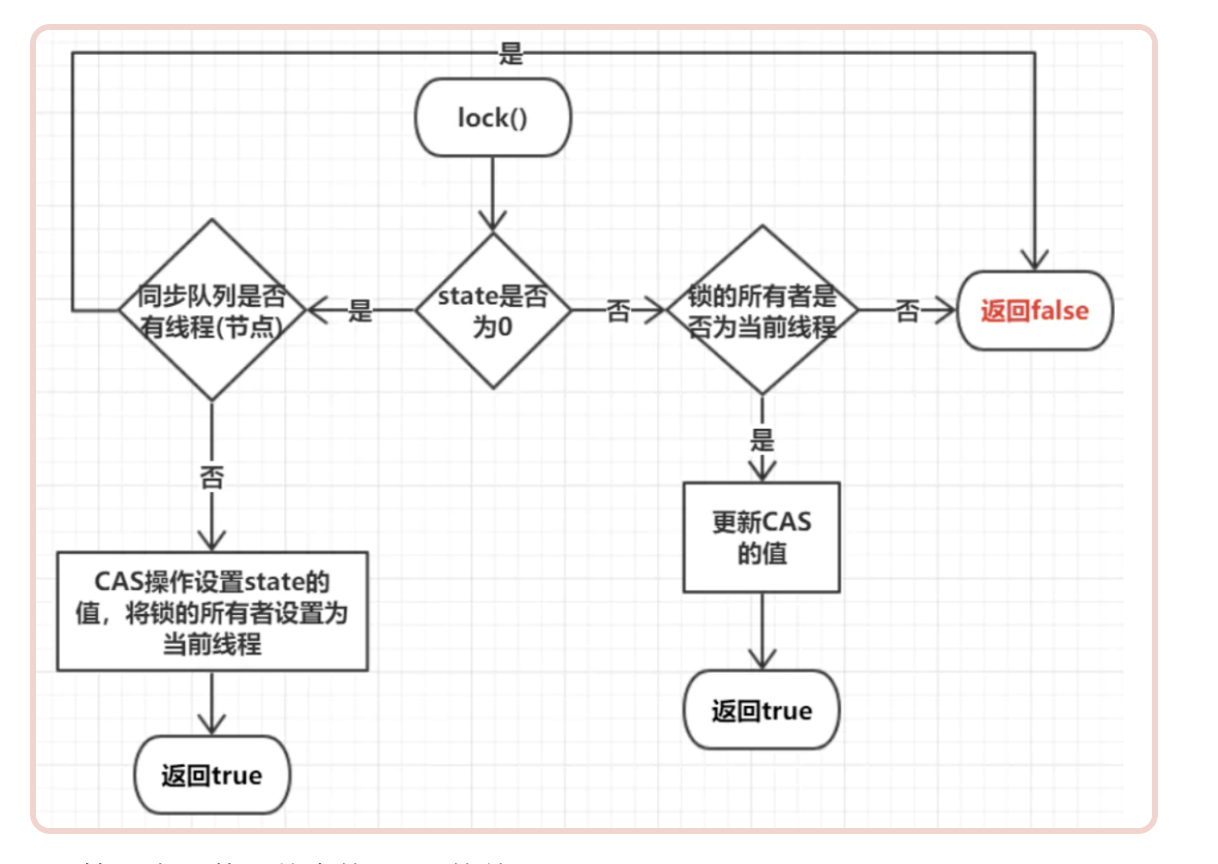 是
lock()
同步队列是否
有线程(节点)
是
state是否
为0
否
锁的所有者是
否为当前线程
否
返回false
否
是
CAS操作设置state的
值，将锁的所有者设置为
当前线程
更新CAS
的值
返回true
返回true